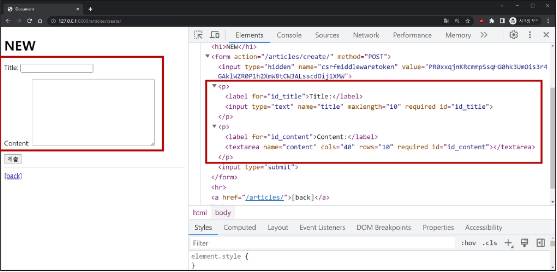 Document
127.0.0.1:8000/articles/create/
NEW
Title:
Content:
제출
[back]
Elements
Console
Sources
Network
Performance
Memory
<h1>NEW</h1>
<form action="/articles/create/" method="POST">
<input type="hidden" name="csrfmiddlewaretoken" value=
<p>
<label for="id_title">Title:</label>
<input type="text" name="title" maxlength="10" required id="id_title">
</p>
<p>
<label for="id_content">Content:</label>
<textarea name="content" cols="40" rows="10" required id="id_content"></textarea>
</p>
<input type="submit">
</form>
<hr>
<a href="/articles/">[back]</a>
html body
Styles Computed Layout Event Listeners DOM Breakpoints Properties Accessibility
Filter
:hov .cls
element.style {